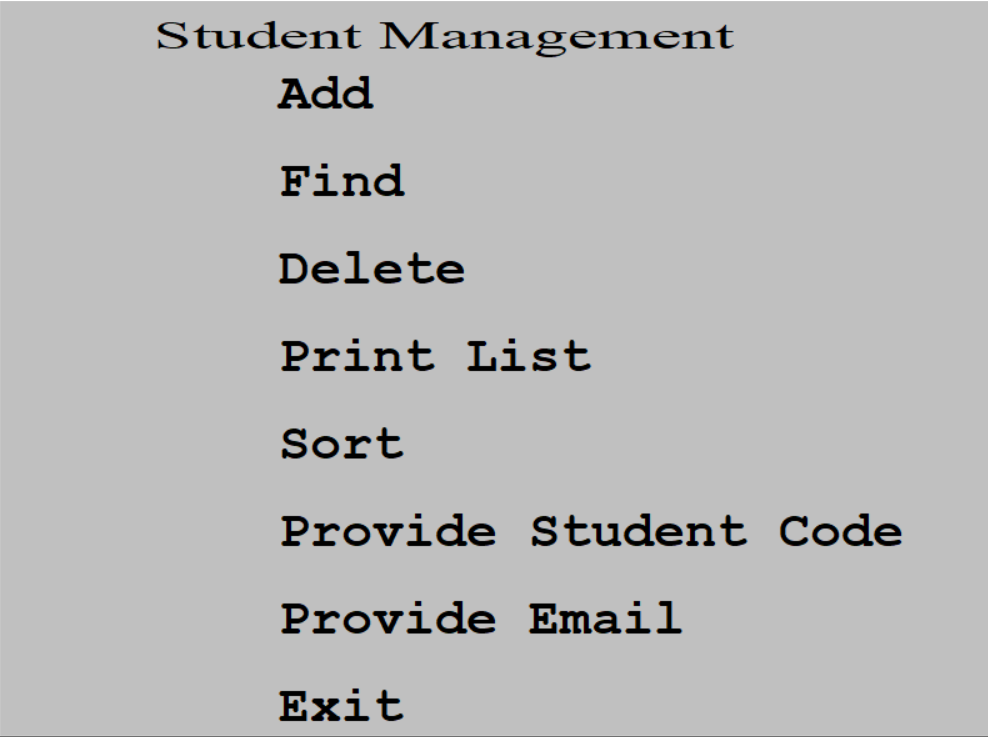 Student Management
Add
Find
Delete
Print List
Sort
Provide Student Code
Provide Email
Exit